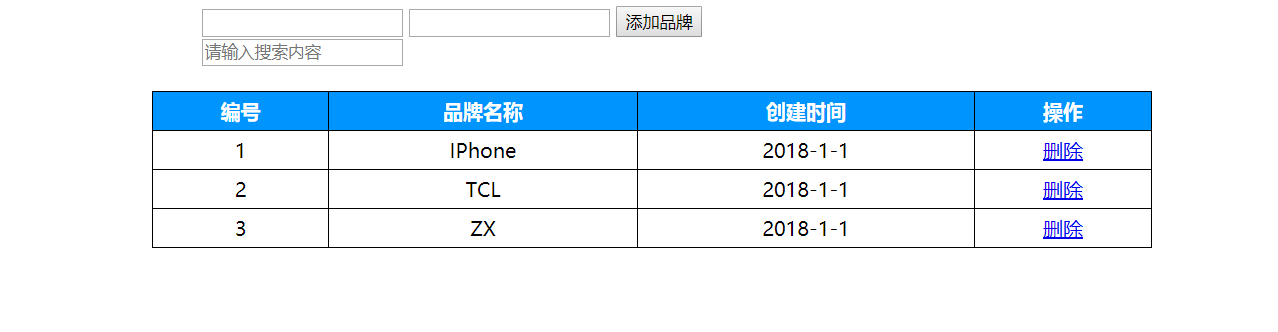 添加品牌
请输入搜索内容
编号 品牌名称 创建时间 操作
1 IPhone 2018-1-1 删除
2 TCL 2018-1-1 删除
3 ZX 2018-1-1 删除